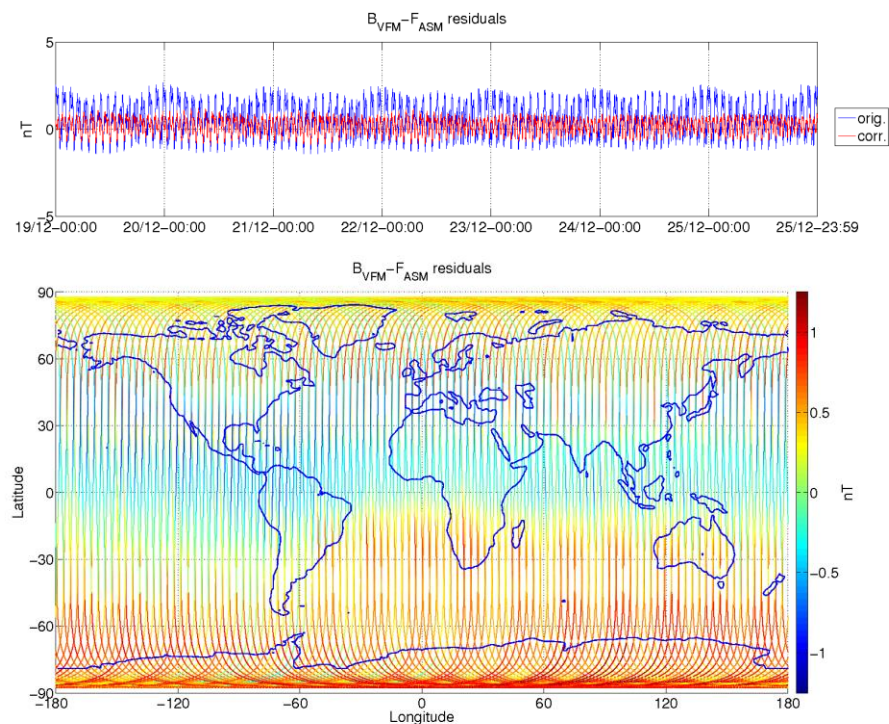 B_VFM−F_ASM residuals
5
0
−5
nT
19/12−00:00 20/12−00:00 21/12−00:00 22/12−00:00 23/12−00:00 24/12−00:00 25/12−00:00 25/12−23:59
orig.
corr.
B_VFM−F_ASM residuals
90
60
30
0
−30
−60
−90
Latitude
−180 −120 −60 0 60 120 180
Longitude
1
0.5
0
−0.5
−1
nT